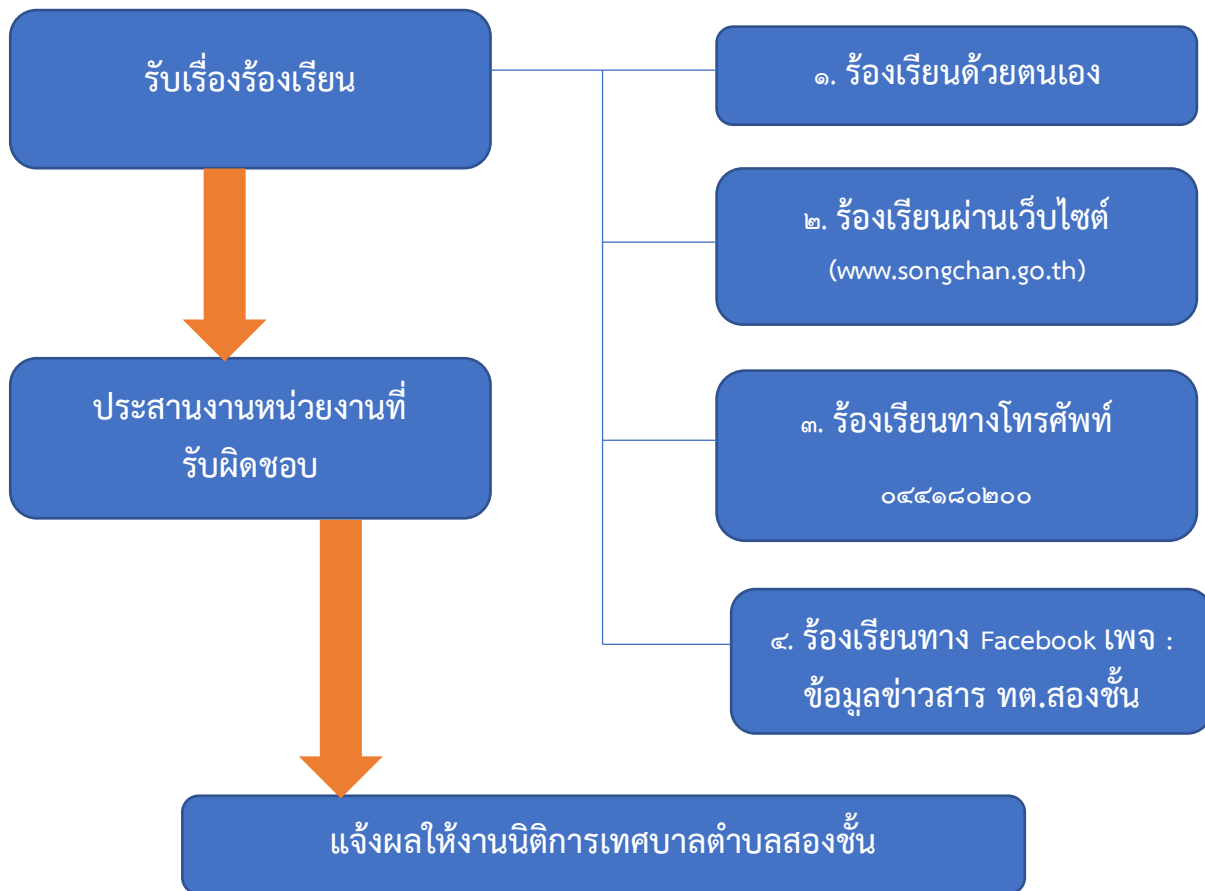 รับเรื่องร้องเรียน
๑. ร้องเรียนด้วยตนเอง
๒. ร้องเรียนผ่านเว็บไซต์
(www.songchan.go.th)
๓. ร้องเรียนทางโทรศัพท์
๐๔๔๑๘๐๒๐๐
๔. ร้องเรียนทาง Facebook เพจ :
ข้อมูลข่าวสาร ทต.สองชั้น
ประสานงานหน่วยงานที่
รับผิดชอบ
แจ้งผลให้งานนิติการเทศบาลตำบลสองชั้น